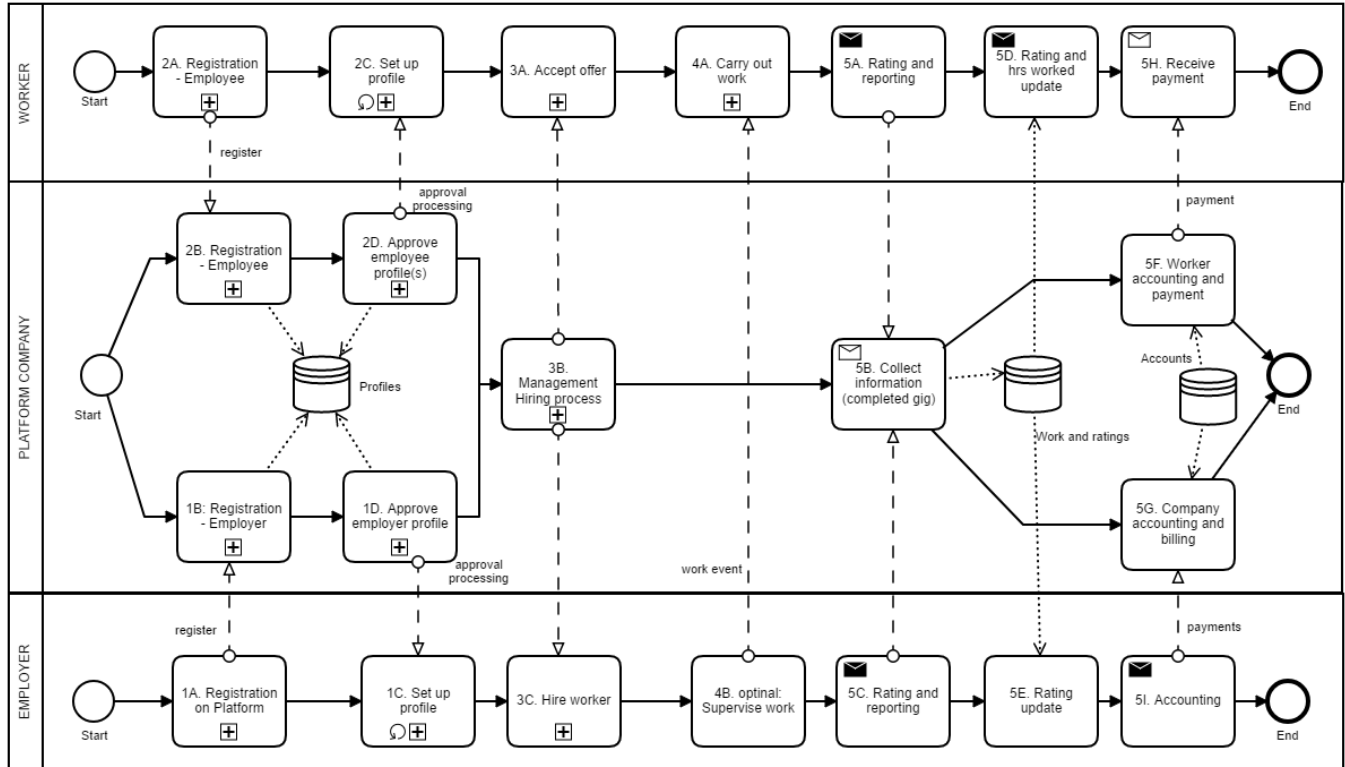 WORKER
Start
2A. Registration
- Employee
2C. Set up
profile
3A. Accept offer
4A. Carry out
work
5A. Rating and
reporting
5D. Rating and
hrs worked
update
5H. Receive
payment
End
register
approval
processing
payment
PLATFORM COMPANY
Start
2B. Registration
- Employee
2D. Approve
employee
profile(s)
Profiles
1B: Registration
- Employer
1D. Approve
employer profile
3B.
Management
Hiring process
5B. Collect
information
(completed gig)
Work and ratings
5F. Worker
accounting and
payment
Accounts
5G. Company
accounting and
billing
End
approval
processing
work event
register
payments
EMPLOYER
Start
1A. Registration
on Platform
1C. Set up
profile
3C. Hire worker
4B. optinal:
Supervise work
5C. Rating and
reporting
5E. Rating
update
5I. Accounting
End